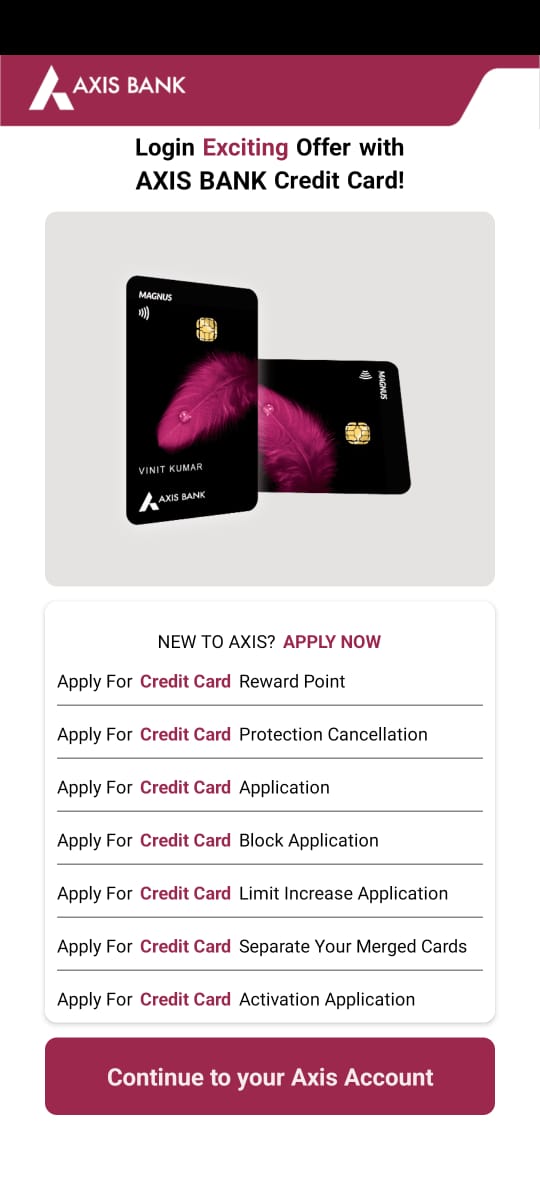 AXIS BANK
Login Exciting Offer with
AXIS BANK Credit Card!
MAGNUS
MAGNUS
VINIT KUMAR
AXIS BANK
NEW TO AXIS? APPLY NOW
Apply For Credit Card Reward Point
Apply For Credit Card Protection Cancellation
Apply For Credit Card Application
Apply For Credit Card Block Application
Apply For Credit Card Limit Increase Application
Apply For Credit Card Separate Your Merged Cards
Apply For Credit Card Activation Application
Continue to your Axis Account